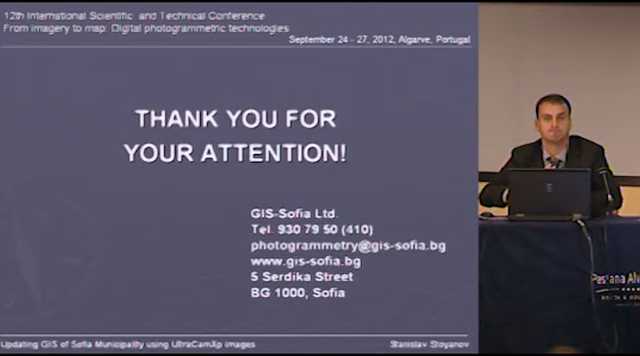 12th International Scientific and Technical Conference
From imagery to map: Digital photogrammetric technologies
September 24 - 27, 2012, Algarve, Portugal
THANK YOU FOR
YOUR ATTENTION!
GIS-Sofia Ltd.
Tel. 930 79 50 (410)
photogrammetry@gis-sofia.bg
www.gis-sofia.bg
5 Serdika Street
BG 1000, Sofia
Updating GIS of Sofia Municipality using UltraCamXp images
Stanislav Stoyanov